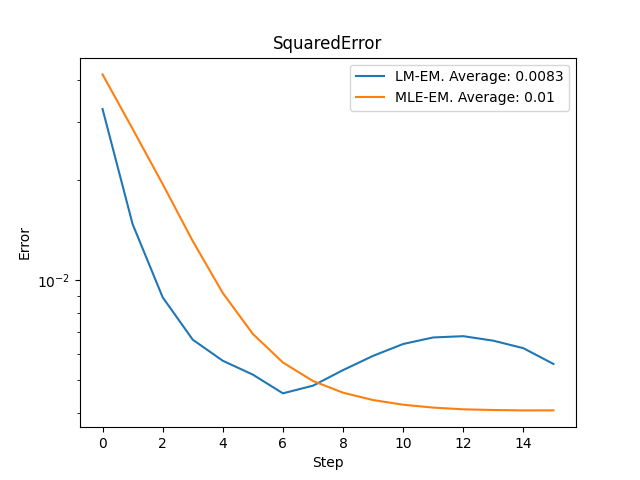 SquaredError
LM-EM. Average: 0.0083
MLE-EM. Average: 0.01
Error
10⁻²
0 2 4 6 8 10 12 14
Step